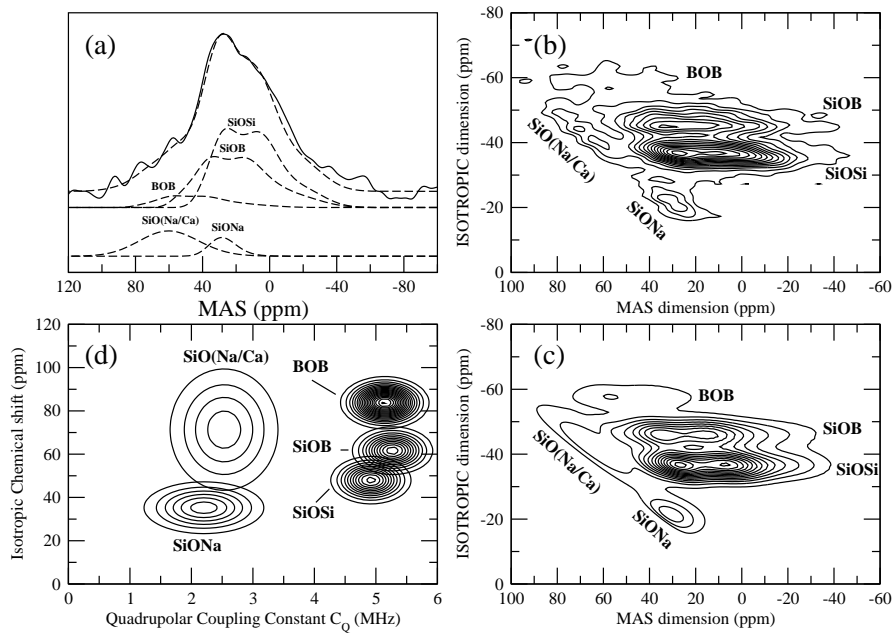 (a)
SiOSi
SiOB
BOB
SiO(Na/Ca)
SiONa
120 80 40 0 -40 -80
MAS (ppm)
(b)
BOB
SiOB
SiO(Na/Ca)
SiOSi
SiONa
-80
-60
-40
-20
0
ISOTROPIC dimension (ppm)
100 80 60 40 20 0 -20 -40 -60
MAS dimension (ppm)
(d)
SiO(Na/Ca)
BOB
SiOB
SiOSi
SiONa
120
100
80
60
40
20
0
Isotropic Chemical shift (ppm)
0 1 2 3 4 5 6
Quadrupolar Coupling Constant C_Q (MHz)
(c)
BOB
SiOB
SiO(Na/Ca)
SiOSi
SiONa
-80
-60
-40
-20
0
ISOTROPIC dimension (ppm)
100 80 60 40 20 0 -20 -40 -60
MAS dimension (ppm)